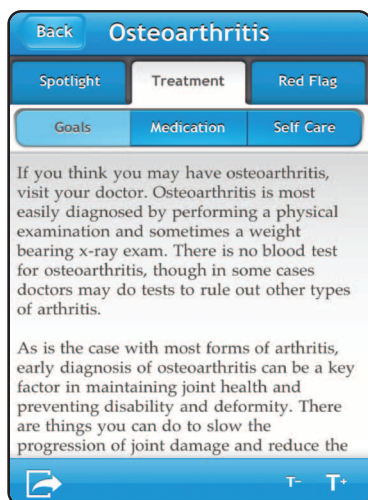 Back Osteoarthritis
Spotlight Treatment Red Flag
Goals Medication Self Care
If you think you may have osteoarthritis,
visit your doctor. Osteoarthritis is most
easily diagnosed by performing a physical
examination and sometimes a weight
bearing x-ray exam. There is no blood test
for osteoarthritis, though in some cases
doctors may do tests to rule out other types
of arthritis.
As is the case with most forms of arthritis,
early diagnosis of osteoarthritis can be a key
factor in maintaining joint health and
preventing disability and deformity. There
are things you can do to slow the
progression of joint damage and reduce the
T- T+